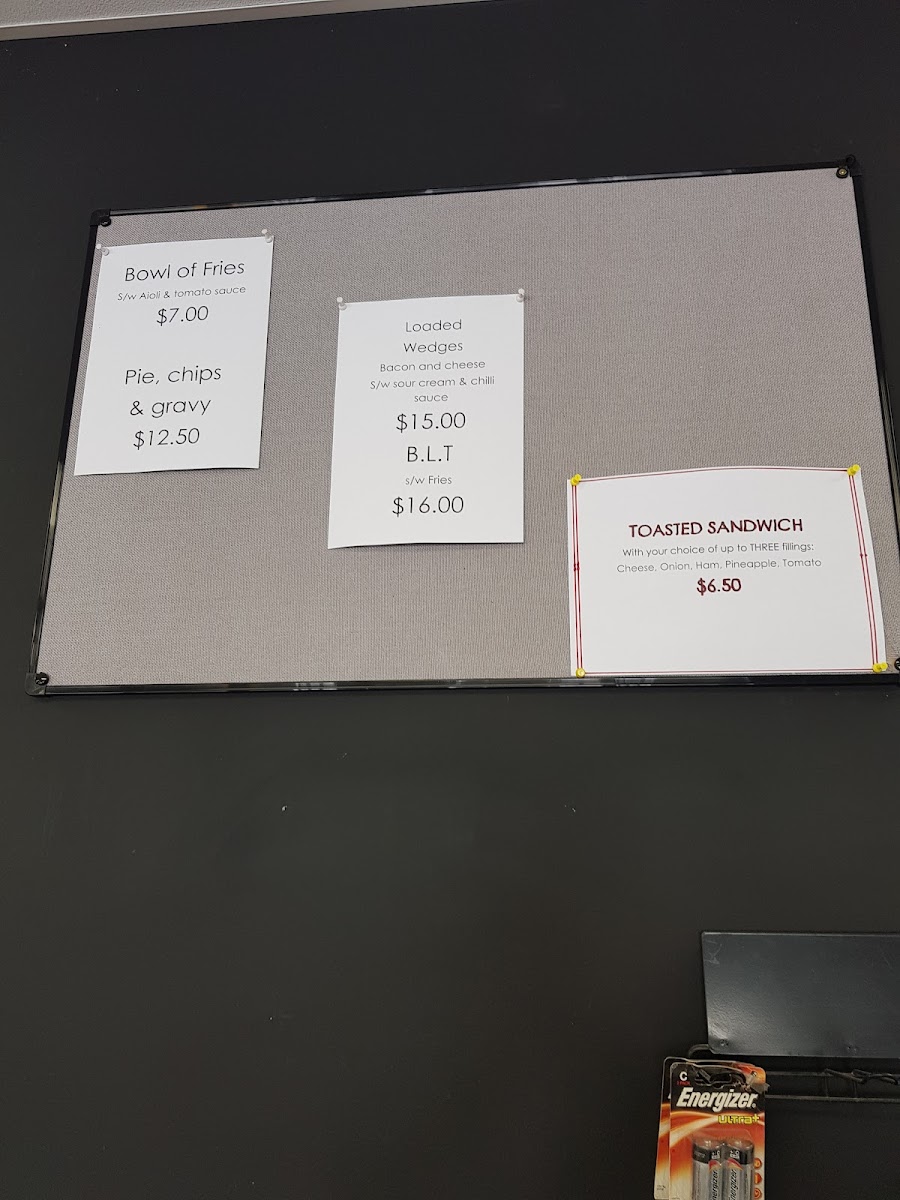 Bowl of Fries
S/w Aioli & tomato sauce
$7.00
Pie, chips
& gravy
$12.50
Loaded
Wedges
Bacon and cheese
S/w sour cream & chilli
sauce
$15.00
B.L.T
s/w Fries
$16.00
TOASTED SANDWICH
With your choice of up to THREE fillings:
Cheese, Onion, Ham, Pineapple, Tomato
$6.50
C
Energizer
ULTRA+